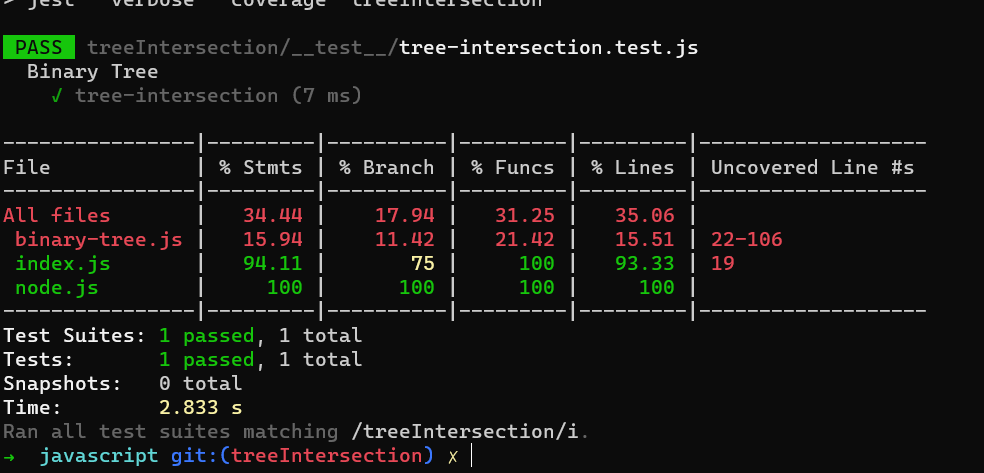 > jest "--verbose" "--coverage" "treeIntersection"
PASS treeIntersection/__test__/tree-intersection.test.js
Binary Tree
√ tree-intersection (7 ms)
----------------|---------|----------|---------|---------|-------------------
File | % Stmts | % Branch | % Funcs | % Lines | Uncovered Line #s
----------------|---------|----------|---------|---------|-------------------
All files | 34.44 | 17.94 | 31.25 | 35.06 |
binary-tree.js | 15.94 | 11.42 | 21.42 | 15.51 | 22-106
index.js | 94.11 | 75 | 100 | 93.33 | 19
node.js | 100 | 100 | 100 | 100 |
----------------|---------|----------|---------|---------|-------------------
Test Suites: 1 passed, 1 total
Tests: 1 passed, 1 total
Snapshots: 0 total
Time: 2.833 s
Ran all test suites matching /treeIntersection/i.
→ javascript git:(treeIntersection) ✗